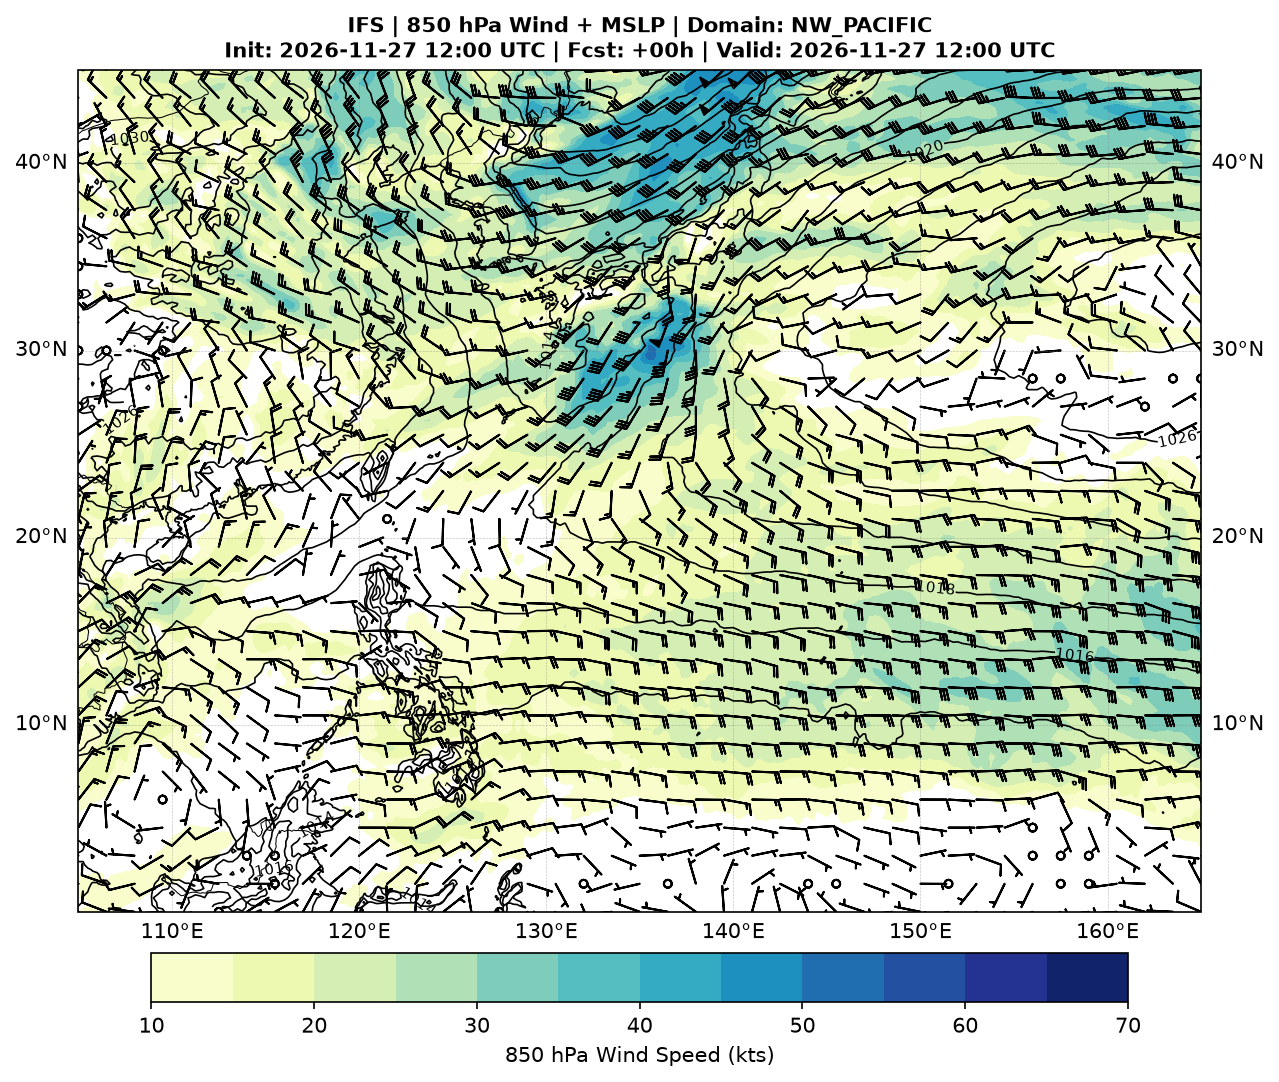 IFS | 850 hPa Wind + MSLP | Domain: NW_PACIFIC
Init: 2026-11-27 12:00 UTC | Fcst: +00h | Valid: 2026-11-27 12:00 UTC
1030
1020
40°N
40°N
1014
30°N
30°N
1026
1026
20°N
20°N
1018
1016
10°N
10°N
110°E
120°E
130°E
140°E
150°E
160°E
10
20
30
40
50
60
70
850 hPa Wind Speed (kts)